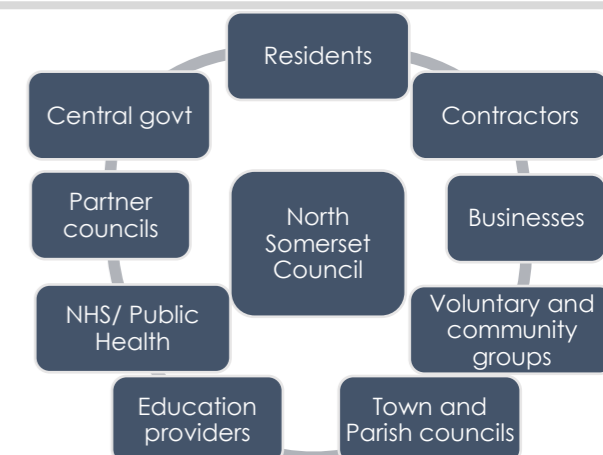 Residents
Central govt
Contractors
Partner
councils
North
Somerset
Council
Businesses
NHS/ Public
Health
Voluntary and
community
groups
Education
providers
Town and
Parish councils